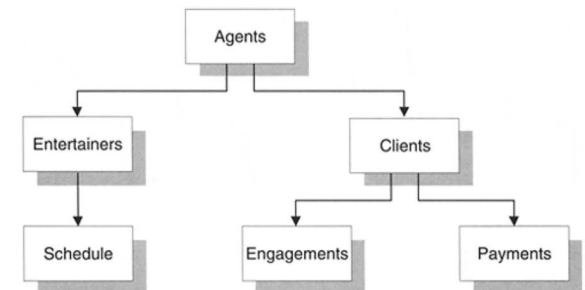 Agents
Entertainers
Clients
Schedule
Engagements
Payments